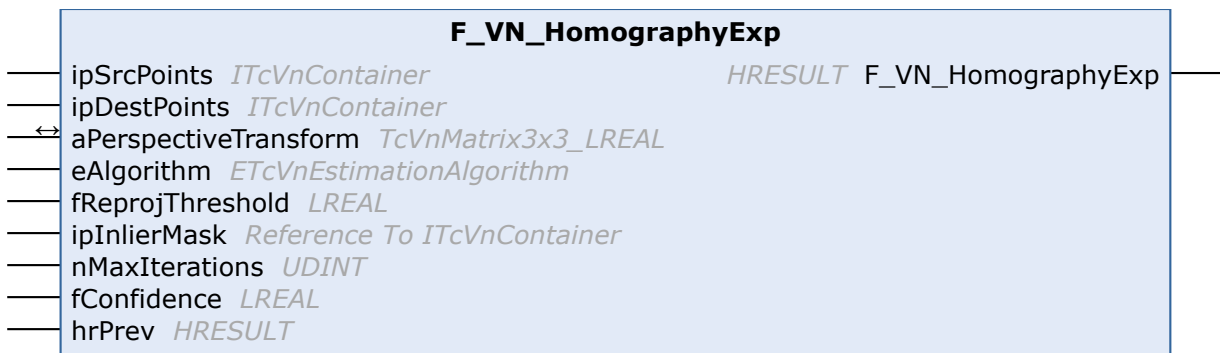 F_VN_HomographyExp
ipSrcPoints ITcVnContainer HRESULT F_VN_HomographyExp
ipDestPoints ITcVnContainer
↔ aPerspectiveTransform TcVnMatrix3x3_LREAL
eAlgorithm ETcVnEstimationAlgorithm
fReprojThreshold LREAL
ipInlierMask Reference To ITcVnContainer
nMaxIterations UDINT
fConfidence LREAL
hrPrev HRESULT